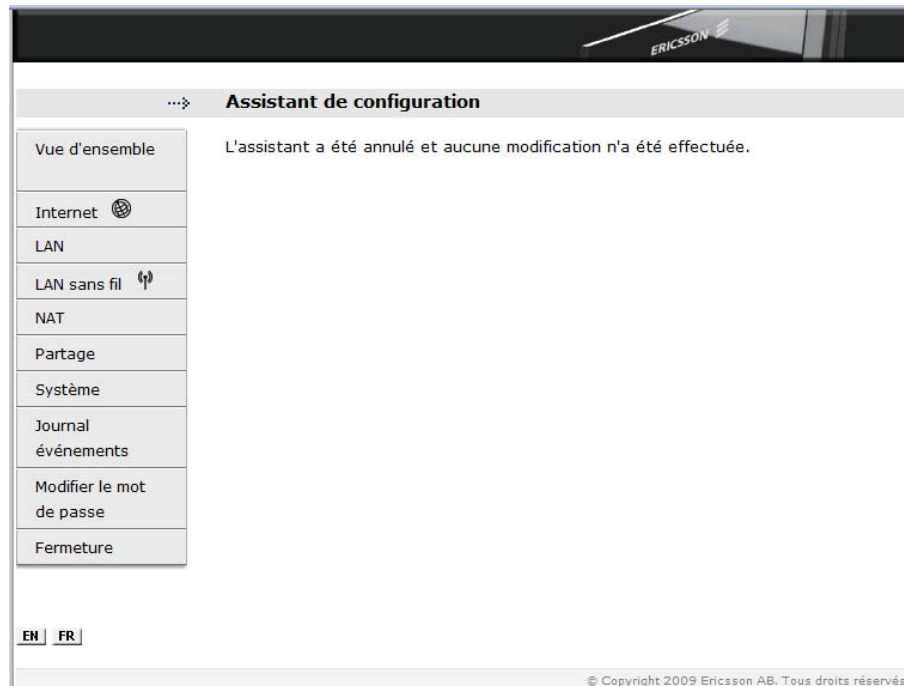 ERICSSON
Assistant de configuration
Vue d'ensemble
L'assistant a été annulé et aucune modification n'a été effectuée.
Internet
LAN
LAN sans fil
NAT
Partage
Système
Journal
événements
Modifier le mot
de passe
Fermeture
EN FR
© Copyright 2009 Ericsson AB. Tous droits réservés